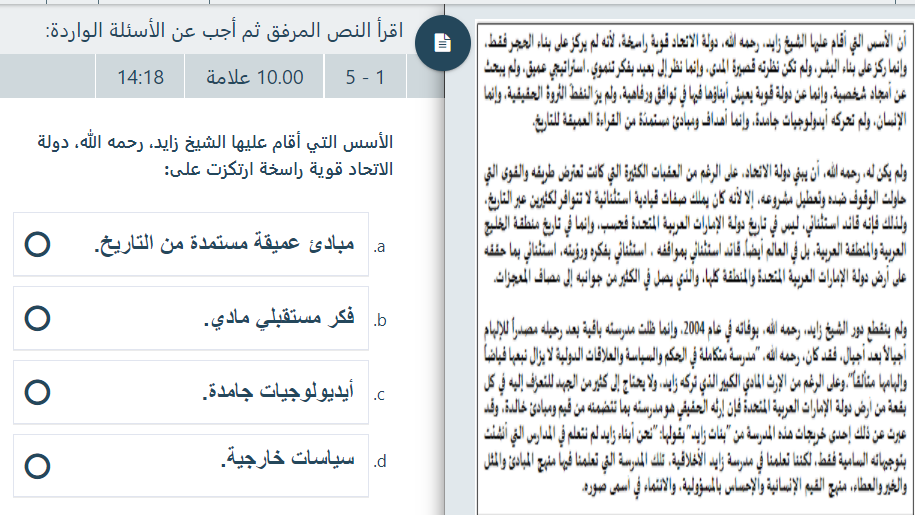 اقرأ النص المرفق ثم أجب عن الأسئلة الواردة:
1 - 5
10.00 علامة
14:18
الأسس التي أقام عليها الشيخ زايد، رحمه الله، دولة
الاتحاد قوية راسخة ارتكزت على:
a. مبادئ عميقة مستمدة من التاريخ.
b. فكر مستقبلي مادي.
c. أيديولوجيات جامدة.
d. سياسات خارجية.
أن الأسس التي أقام عليها الشيخ زايد، رحمه الله، دولة الاتحاد قوية راسخة، لأنه لم يركز على بناء الحجر فقط،
وإنما ركز على بناء البشر، ولم تكن نظرته قصيرة المدى، وإنما نظر إلى بعيد بفكر تنموي، استراتيجي عميق، ولم يبحث
عن أمجاد شخصية، وإنما عن دولة قوية يعيش أبناؤها فيها في توافق ورفاهية، ولم يرَ النفط الثروة الحقيقية، وإنما
الإنسان، ولم تحركه أيديولوجيات جامدة، وإنما أهداف ومبادئ مستمدة من القراءة العميقة للتاريخ.
ولم يكن له، رحمه الله، أن يبني دولة الاتحاد، على الرغم من العقبات الكثيرة التي كانت تعترض طريقه والقوى التي
حاولت الوقوف ضده وتعطيل مشروعه، إلا لأنه كان يملك صفات قيادية استثنائية لا تتوافر لكثيرين عبر التاريخ،
ولذلك فإنه قائد استثنائي، ليس في تاريخ دولة الإمارات العربية المتحدة فحسب، وإنما في تاريخ منطقة الخليج
العربية والمنطقة العربية، بل في العالم أيضاً. قائد استثنائي بمواقفه ، استثنائي بفكره ورؤيته، استثنائي بما حققه
على أرض دولة الإمارات العربية المتحدة والمنطقة كلها، والذي يصل في الكثير من جوانبه إلى مصاف المعجزات.
ولم ينقطع دور الشيخ زايد، رحمه الله، بوفاته في عام 2004، وإنما ظلت مدرسته باقية بعد رحيله مصدراً للإلهام
أجيالاً بعد أجيال، فقد كان، رحمه الله، "مدرسة متكاملة في الحكم والسياسة والعلاقات الدولية لا يزال نبعها فياضاً
وإلهامها متألقاً". وعلى الرغم من الإرث المادي الكبير الذي تركه زايد، ولا يحتاج إلى كثير من الجهد للتعرف إليه في كل
بقعة من أرض دولة الإمارات العربية المتحدة فإن إرثه الحقيقي هو مدرسته بما تتضمنه من قيم ومبادئ خالدة، وقد
عبرت عن ذلك إحدى خريجات هذه المدرسة من "بنات زايد" بقولها: "نحن أبناء زايد لم نتعلم في المدارس التي أنشئت
بتوجيهاته السامية فقط، لكننا تعلمنا في مدرسة زايد الأخلاقية، تلك المدرسة التي تعلمنا فيها منهج المبادئ والمثل
والخير والعطاء، منهج القيم الإنسانية والإحساس بالمسؤولية، والانتماء في أسمى صوره.